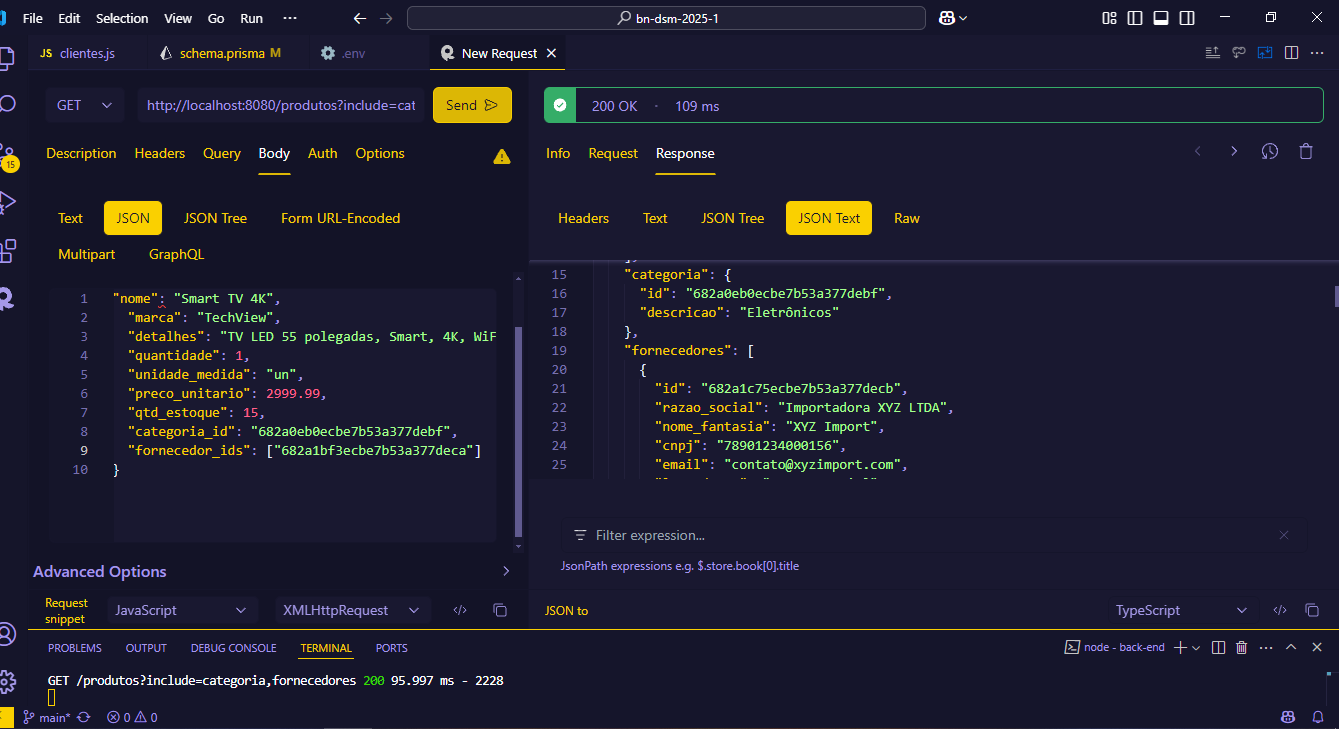 File Edit Selection View Go Run ··· bn-dsm-2025-1
JS clientes.js schema.prisma M .env New Request
GET http://localhost:8080/produtos?include=cat Send
200 OK · 109 ms
Description Headers Query Body Auth Options
Info Request Response
15
Text JSON JSON Tree Form URL-Encoded
Multipart GraphQL
Headers Text JSON Tree JSON Text Raw
1 "nome": "Smart TV 4K",
2 "marca": "TechView",
3 "detalhes": "TV LED 55 polegadas, Smart, 4K, WiF
4 "quantidade": 1,
5 "unidade_medida": "un",
6 "preco_unitario": 2999.99,
7 "qtd_estoque": 15,
8 "categoria_id": "682a0eb0ecbe7b53a377debf",
9 "fornecedor_ids": ["682a1bf3ecbe7b53a377deca"]
10 }
15 "categoria": {
16 "id": "682a0eb0ecbe7b53a377debf",
17 "descricao": "Eletrônicos"
18 },
19 "fornecedores": [
20 {
21 "id": "682a1c75ecbe7b53a377decb",
22 "razao_social": "Importadora XYZ LTDA",
23 "nome_fantasia": "XYZ Import",
24 "cnpj": "78901234000156",
25 "email": "contato@xyzimport.com",
Filter expression...
JsonPath expressions e.g. $.store.book[0].title
Advanced Options
Request snippet JavaScript XMLHttpRequest
JSON to TypeScript
PROBLEMS OUTPUT DEBUG CONSOLE TERMINAL PORTS node - back-end
GET /produtos?include=categoria,fornecedores 200 95.997 ms - 2228
main* 0 0